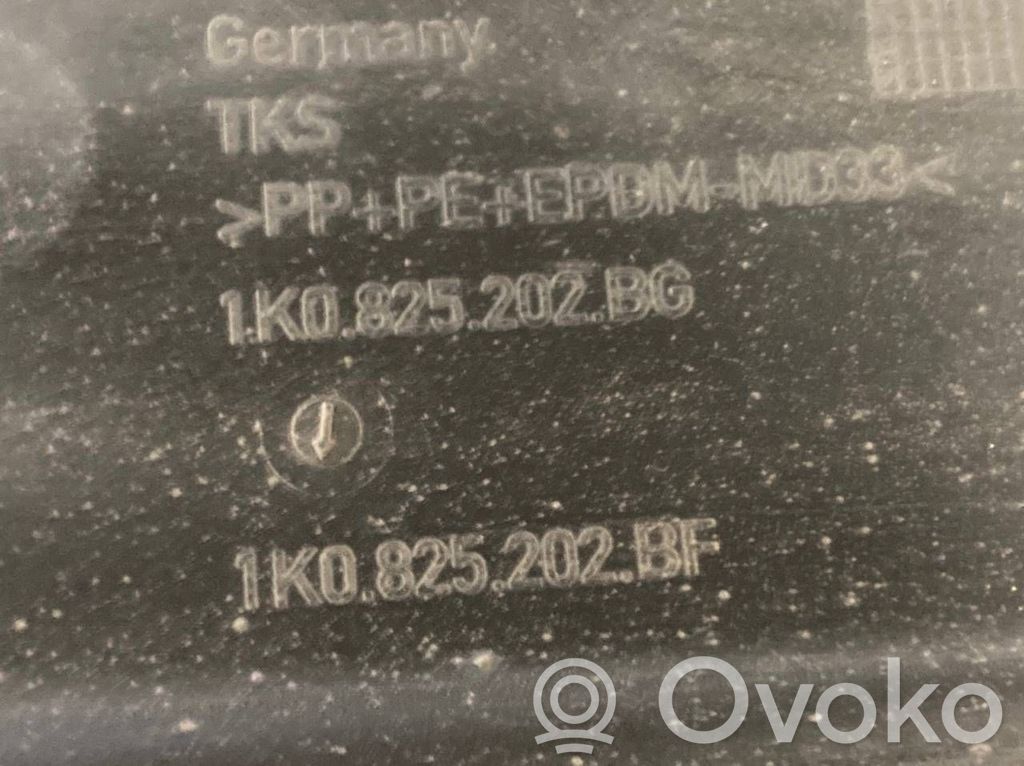 Germany
TKS
>PP+PE+EPDM-MD33<
1K0.825.202.BG
1K0.825.202.BF
Ovoko